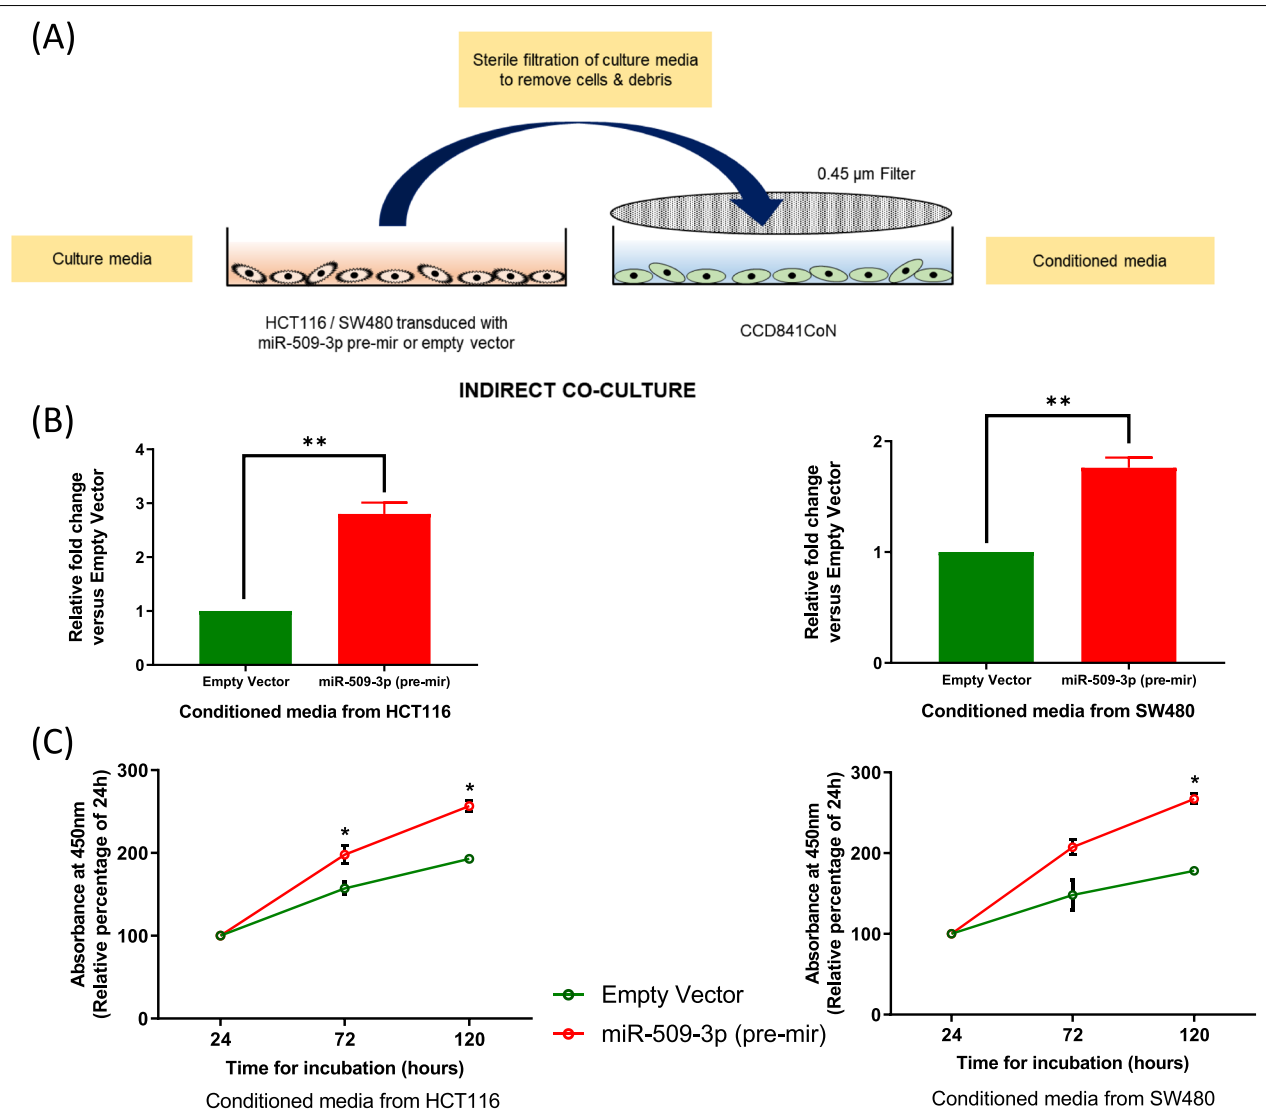 (A)
Sterile filtration of culture media
to remove cells & debris
0.45 µm Filter
Culture media
Conditioned media
HCT116 / SW480 transduced with
miR-509-3p pre-mir or empty vector
CCD841CoN
INDIRECT CO-CULTURE
(B)
Relative fold change
versus Empty Vector
4
3
2
1
0
**
Empty Vector
miR-509-3p (pre-mir)
Conditioned media from HCT116
Relative fold change
versus Empty Vector
2
1
0
**
Empty Vector
miR-509-3p (pre-mir)
Conditioned media from SW480
(C)
Absorbance at 450nm
(Relative percentage of 24h)
300
200
100
0
*
*
24
72
120
Time for incubation (hours)
Conditioned media from HCT116
Empty Vector
miR-509-3p (pre-mir)
Absorbance at 450nm
(Relative percentage of 24h)
300
200
100
0
*
24
72
120
Time for incubation (hours)
Conditioned media from SW480